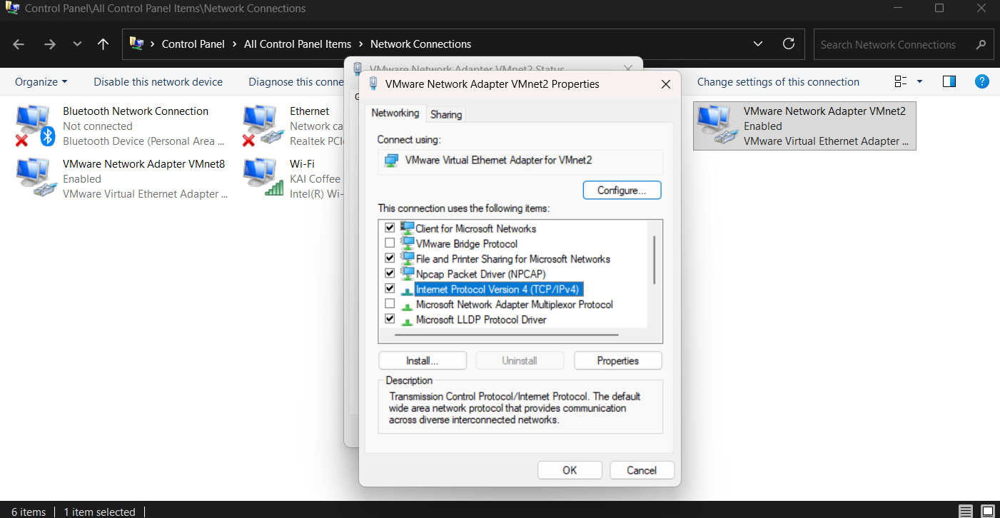 Control Panel\All Control Panel Items\Network Connections
Control Panel > All Control Panel Items > Network Connections
Search Network Connections
Organize
Disable this network device
Diagnose this conne
Change settings of this connection
Bluetooth Network Connection
Not connected
Bluetooth Device (Personal Area ...
Ethernet
Network ca
Realtek PCIe
VMware Network Adapter VMnet2
Enabled
VMware Virtual Ethernet Adapter ...
VMware Network Adapter VMnet8
Enabled
VMware Virtual Ethernet Adapter ...
Wi-Fi
KAI Coffee
Intel(R) Wi-
VMware Network Adapter VMnet2 Status
G
VMware Network Adapter VMnet2 Properties
Networking
Sharing
Connect using:
VMware Virtual Ethernet Adapter for VMnet2
Configure...
This connection uses the following items:
Client for Microsoft Networks
VMware Bridge Protocol
File and Printer Sharing for Microsoft Networks
Npcap Packet Driver (NPCAP)
Internet Protocol Version 4 (TCP/IPv4)
Microsoft Network Adapter Multiplexor Protocol
Microsoft LLDP Protocol Driver
Install...
Uninstall
Properties
Description
Transmission Control Protocol/Internet Protocol. The default
wide area network protocol that provides communication
across diverse interconnected networks.
OK
Cancel
6 items
1 item selected